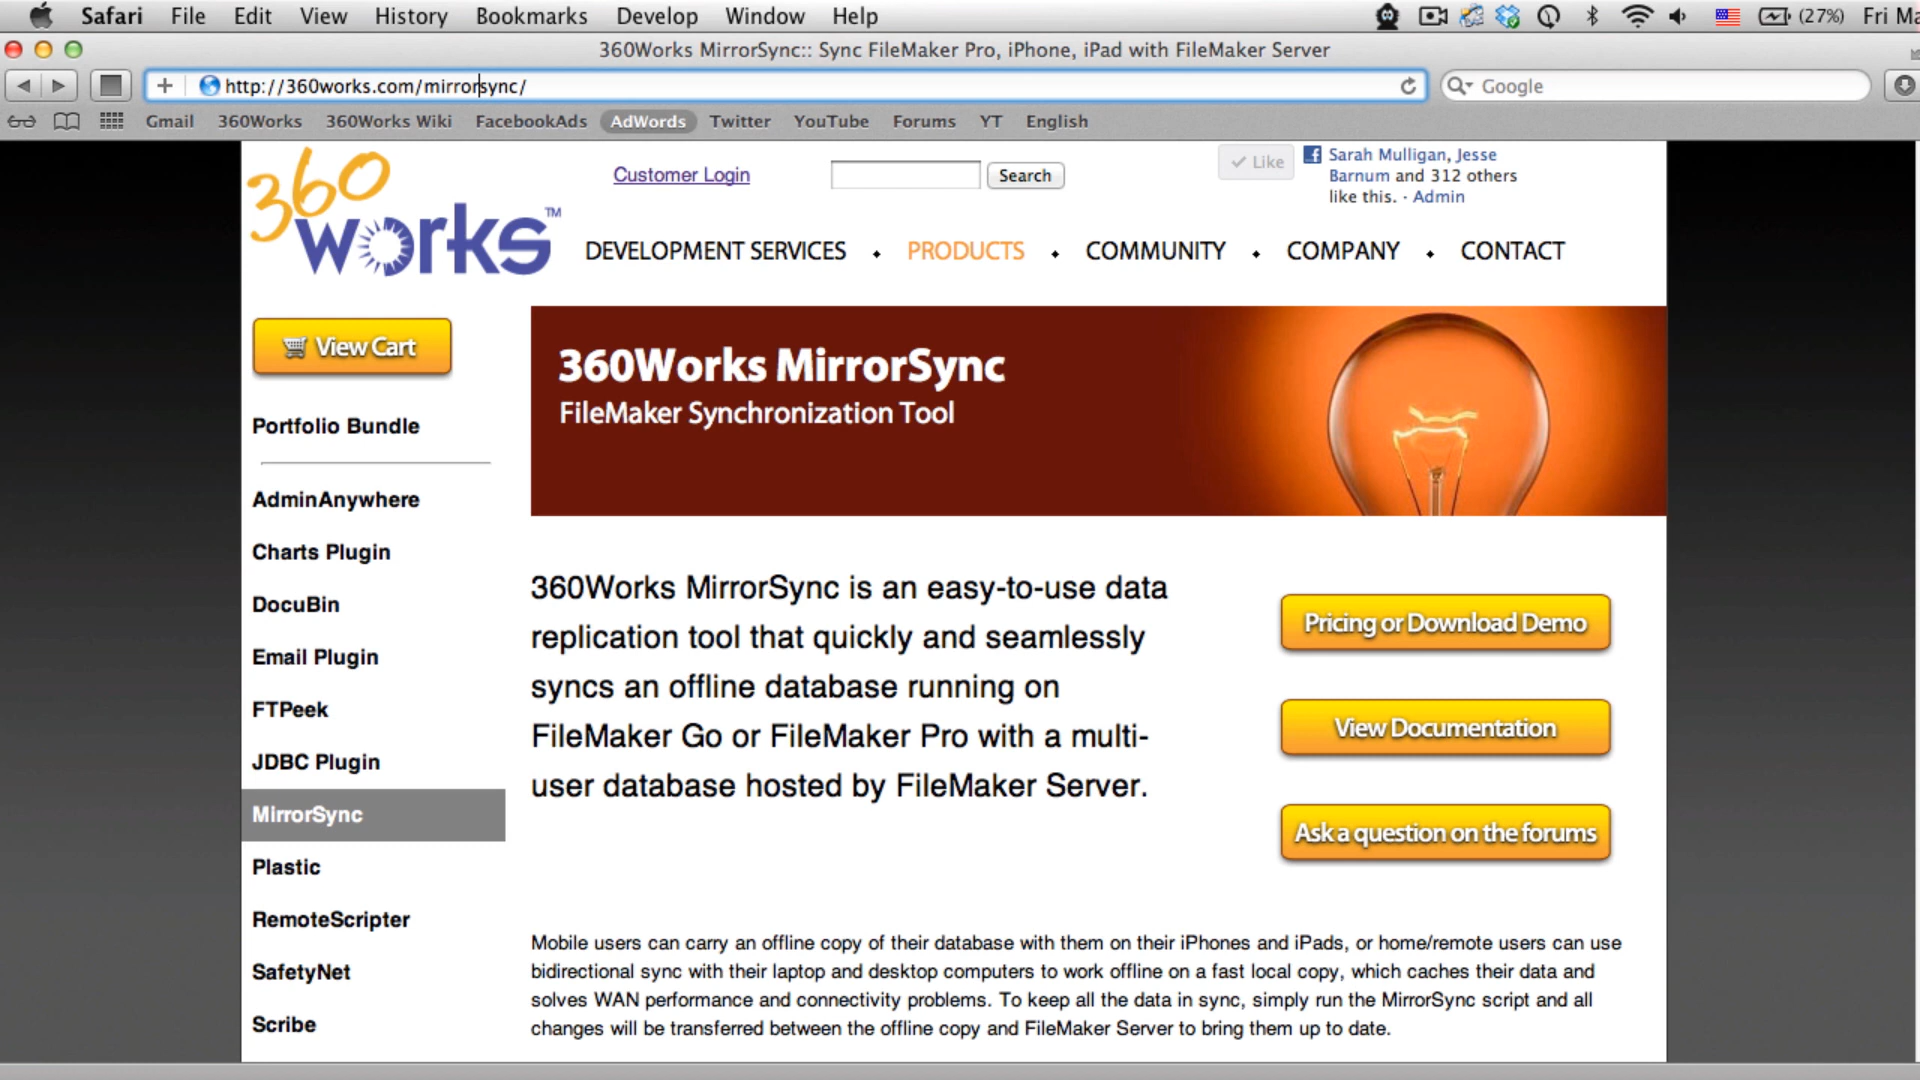 Safari File Edit View History Bookmarks Develop Window Help (27%) Fri Ma
360Works MirrorSync:: Sync FileMaker Pro, iPhone, iPad with FileMaker Server
http://360works.com/mirrorsync/ Google
Gmail 360Works 360Works Wiki FacebookAds AdWords Twitter YouTube Forums YT English
360works™
Customer Login Search
Like
Sarah Mulligan, Jesse
Barnum and 312 others
like this. · Admin
DEVELOPMENT SERVICES • PRODUCTS • COMMUNITY • COMPANY • CONTACT
View Cart
Portfolio Bundle
AdminAnywhere
Charts Plugin
DocuBin
Email Plugin
FTPeek
JDBC Plugin
MirrorSync
Plastic
RemoteScripter
SafetyNet
Scribe
360Works MirrorSync
FileMaker Synchronization Tool
360Works MirrorSync is an easy-to-use data
replication tool that quickly and seamlessly
syncs an offline database running on
FileMaker Go or FileMaker Pro with a multi-
user database hosted by FileMaker Server.
Pricing or Download Demo
View Documentation
Ask a question on the forums
Mobile users can carry an offline copy of their database with them on their iPhones and iPads, or home/remote users can use
bidirectional sync with their laptop and desktop computers to work offline on a fast local copy, which caches their data and
solves WAN performance and connectivity problems. To keep all the data in sync, simply run the MirrorSync script and all
changes will be transferred between the offline copy and FileMaker Server to bring them up to date.